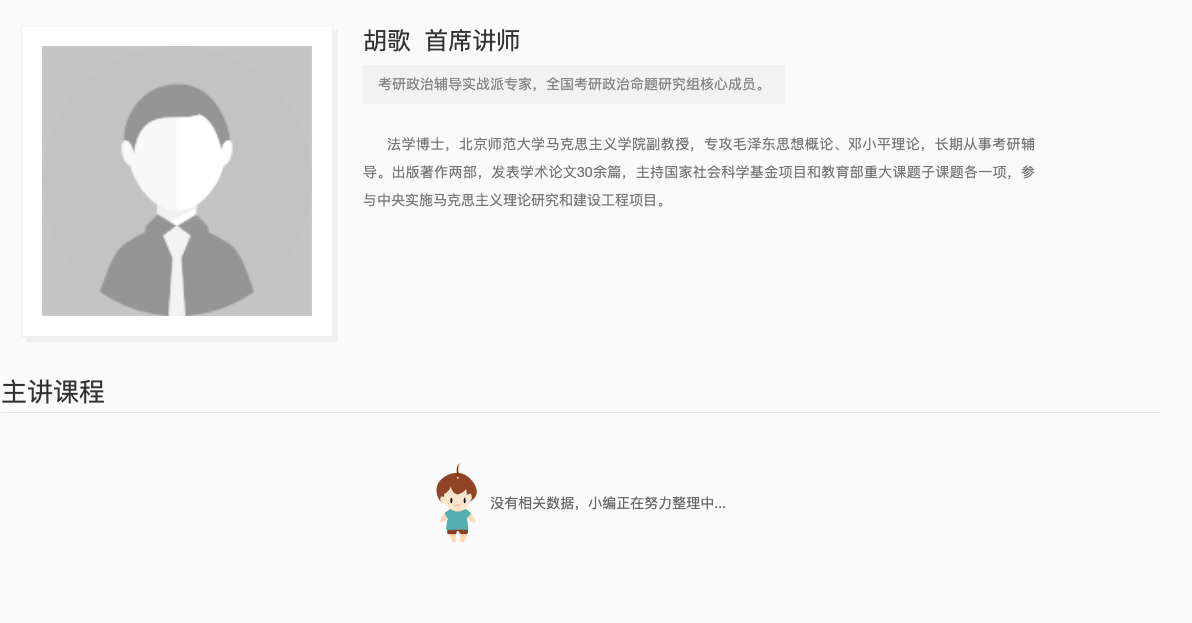 胡歌 首席讲师
考研政治辅导实战派专家，全国考研政治命题研究组核心成员。
法学博士，北京师范大学马克思主义学院副教授，专攻毛泽东思想概论、邓小平理论，长期从事考研辅
导。出版著作两部，发表学术论文30余篇，主持国家社会科学基金项目和教育部重大课题子课题各一项，参
与中央实施马克思主义理论研究和建设工程项目。
主讲课程
没有相关数据，小编正在努力整理中...